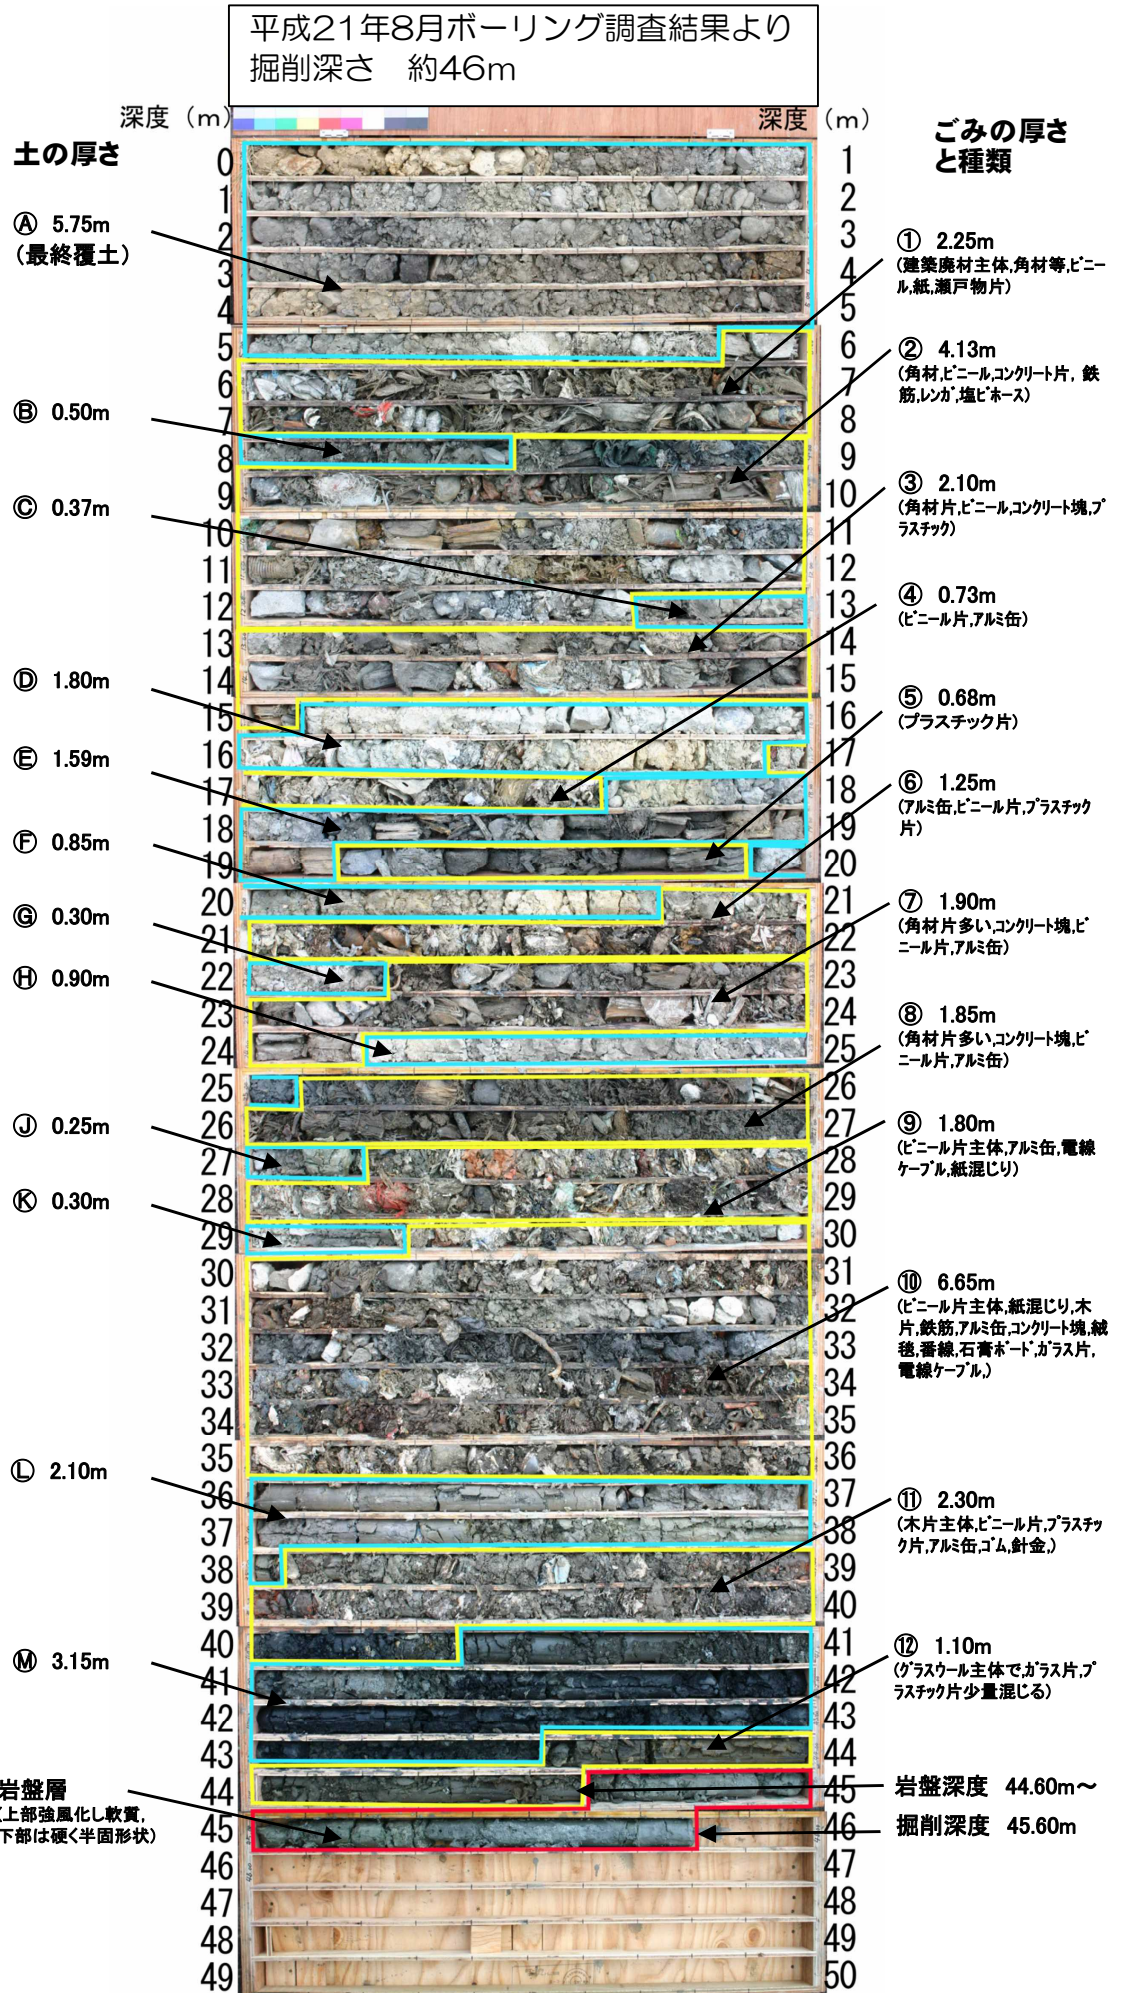 平成21年8月ボーリング調査結果より
掘削深さ　約46m
深度（m）
深度（m）
土の厚さ
ごみの厚さ
と種類
Ⓐ 5.75m
（最終覆土）
Ⓑ 0.50m
Ⓒ 0.37m
Ⓓ 1.80m
Ⓔ 1.59m
Ⓕ 0.85m
Ⓖ 0.30m
Ⓗ 0.90m
Ⓙ 0.25m
Ⓚ 0.30m
Ⓛ 2.10m
Ⓜ 3.15m
岩盤層
(上部強風化し軟質,
下部は硬く半固形状)
0
1
2
3
4
5
6
7
8
9
10
11
12
13
14
15
16
17
18
19
20
21
22
23
24
25
26
27
28
29
30
31
32
33
34
35
36
37
38
39
40
41
42
43
44
45
46
47
48
49
1
2
3
4
5
6
7
8
9
10
11
12
13
14
15
16
17
18
19
20
21
22
23
24
25
26
27
28
29
30
31
32
33
34
35
36
37
38
39
40
41
42
43
44
45
46
47
48
49
50
① 2.25m
(建築廃材主体,角材等,ﾋﾞﾆｰ
ﾙ,紙,瀬戸物片)
② 4.13m
(角材,ﾋﾞﾆｰﾙ,ｺﾝｸﾘｰﾄ片, 鉄
筋,ﾚﾝｶﾞ,塩ﾋﾞﾎｰｽ)
③ 2.10m
(角材片,ﾋﾞﾆｰﾙ,ｺﾝｸﾘｰﾄ塊,ﾌﾟ
ﾗｽﾁｯｸ)
④ 0.73m
(ﾋﾞﾆｰﾙ片,ｱﾙﾐ缶)
⑤ 0.68m
(ﾌﾟﾗｽﾁｯｸ片)
⑥ 1.25m
(ｱﾙﾐ缶,ﾋﾞﾆｰﾙ片,ﾌﾟﾗｽﾁｯｸ
片)
⑦ 1.90m
(角材片多い,ｺﾝｸﾘｰﾄ塊,ﾋﾞ
ﾆｰﾙ片,ｱﾙﾐ缶)
⑧ 1.85m
(角材片多い,ｺﾝｸﾘｰﾄ塊,ﾋﾞ
ﾆｰﾙ片,ｱﾙﾐ缶)
⑨ 1.80m
(ﾋﾞﾆｰﾙ片主体,ｱﾙﾐ缶,電線
ｹｰﾌﾞﾙ,紙混じり)
⑩ 6.65m
(ﾋﾞﾆｰﾙ片主体,紙混じり,木
片,鉄筋,ｱﾙﾐ缶,ｺﾝｸﾘｰﾄ塊,絨
毯,番線,石膏ﾎﾞｰﾄﾞ,ｶﾞﾗｽ片,
電線ｹｰﾌﾞﾙ,)
⑪ 2.30m
(木片主体,ﾋﾞﾆｰﾙ片,ﾌﾟﾗｽﾁｯ
ｸ片,ｱﾙﾐ缶,ｺﾞﾑ,針金,)
⑫ 1.10m
(ｸﾞﾗｽｳｰﾙ主体で,ｶﾞﾗｽ片,ﾌﾟ
ﾗｽﾁｯｸ片少量混じる)
岩盤深度 44.60m～
掘削深度 45.60m